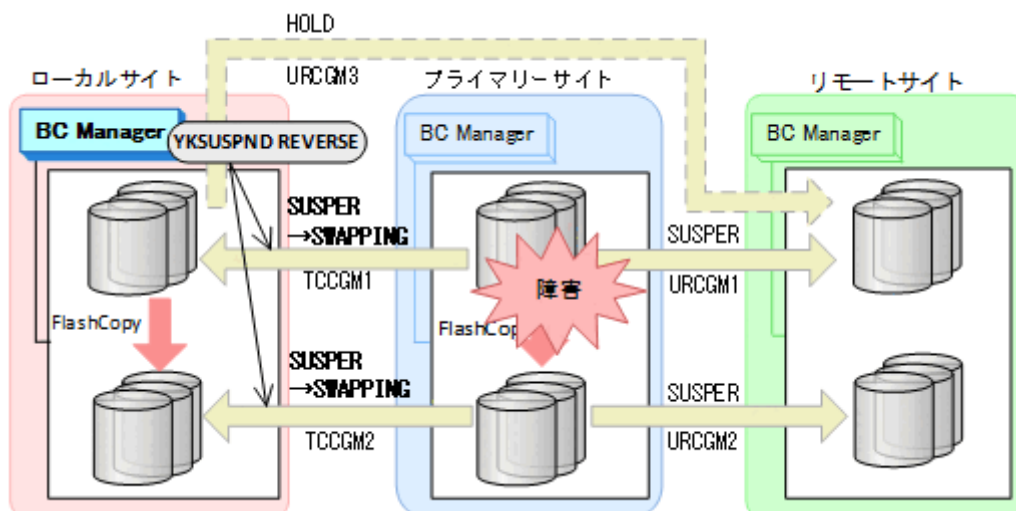 HOLD
URCGM3
ローカルサイト
プライマリーサイト
リモートサイト
BC Manager
YKSUSPND REVERSE
BC Manager
BC Manager
SUSPER
→SWAPPING
TCCGM1
SUSPER
URCGM1
障害
FlashCopy
FlashCop
SUSPER
→SWAPPING
TCCGM2
SUSPER
URCGM2